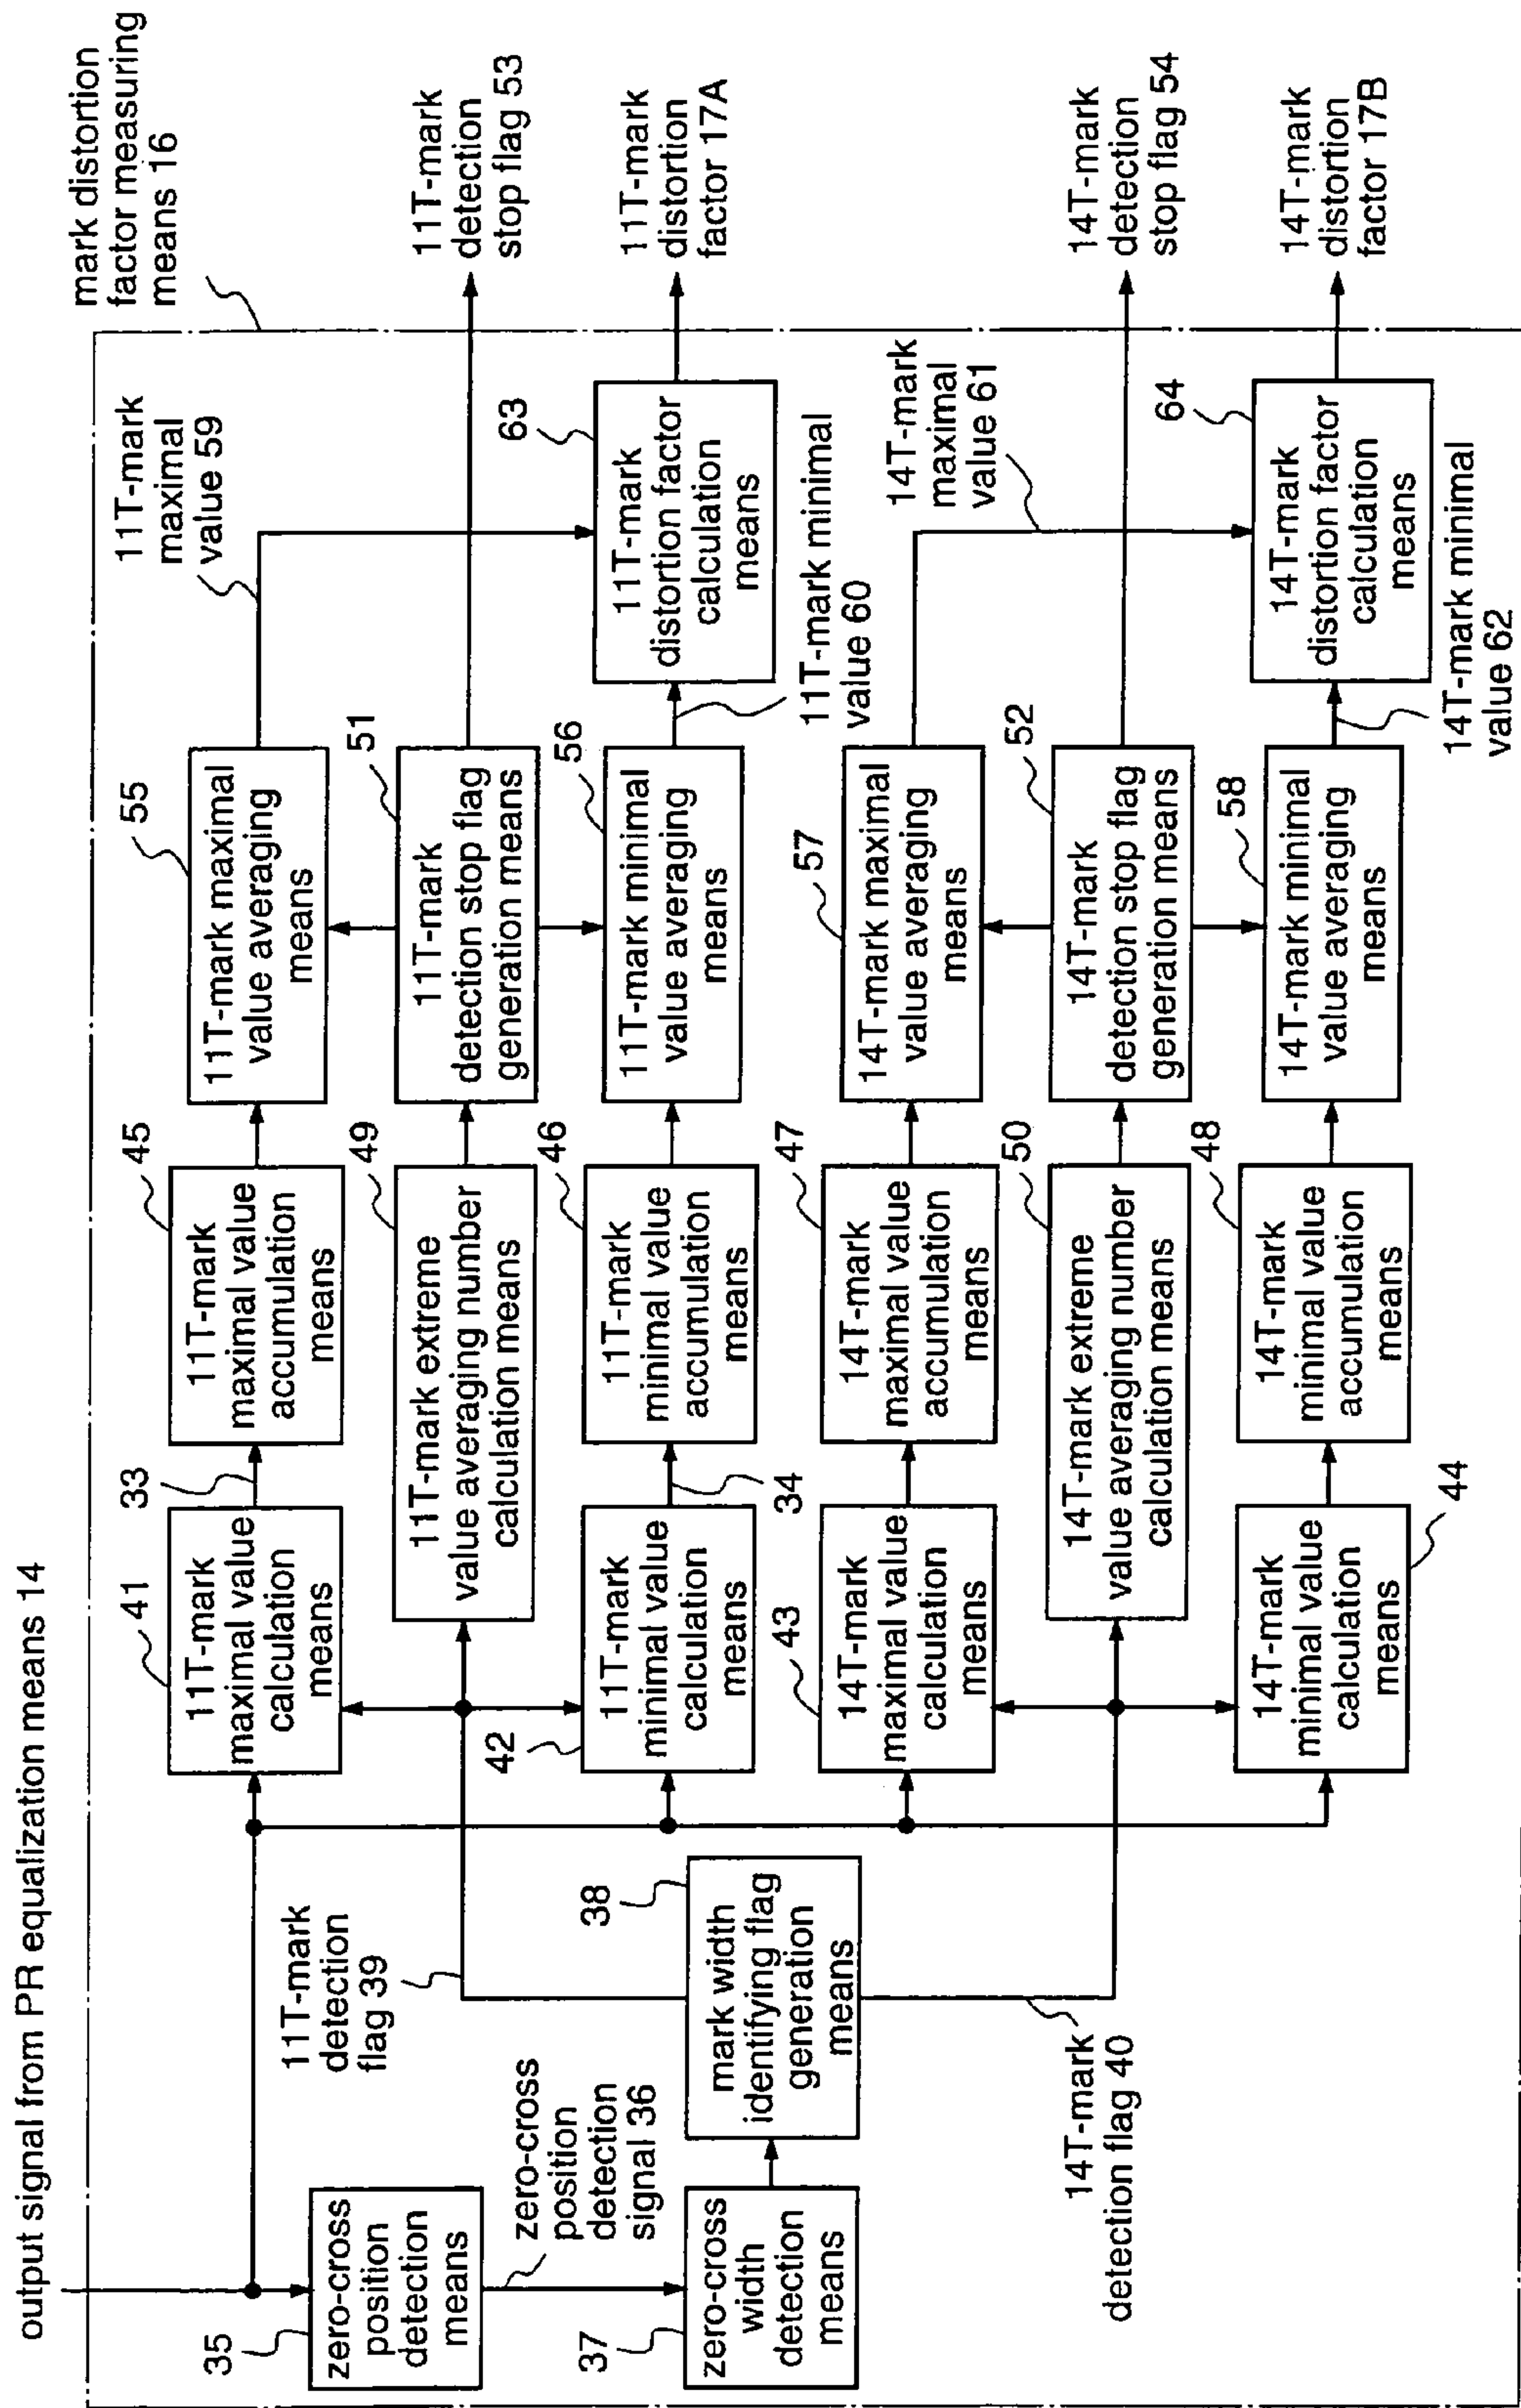 output signal from PR equalization means 14
mark distortion
factor measuring
means 16
35
zero-cross
position
detection
means
zero-cross
position
detection
signal 36
37
zero-cross
width
detection
means
38
mark width
identifying flag
generation
means
11T-mark
detection
flag 39
14T-mark
detection flag 40
41
11T-mark
maximal value
calculation
means
33
45
11T-mark
maximal value
accumulation
means
55
11T-mark maximal
value averaging
means
11T-mark
maximal
value 59
49
11T-mark extreme
value averaging number
calculation means
51
11T-mark
detection stop flag
generation means
11T-mark
detection
stop flag 53
42
11T-mark
minimal value
calculation
means
34
46
11T-mark
minimal value
accumulation
means
56
11T-mark minimal
value averaging
means
11T-mark minimal
value 60
63
11T-mark
distortion factor
calculation
means
11T-mark
distortion
factor 17A
43
14T-mark
maximal value
calculation
means
47
14T-mark
maximal value
accumulation
means
57
14T-mark maximal
value averaging
means
14T-mark
maximal
value 61
50
14T-mark extreme
value averaging number
calculation means
52
14T-mark
detection stop flag
generation means
14T-mark
detection
stop flag 54
44
14T-mark
minimal value
calculation
means
48
14T-mark
minimal value
accumulation
means
58
14T-mark minimal
value averaging
means
14T-mark minimal
value 62
64
14T-mark
distortion factor
calculation
means
14T-mark
distortion
factor 17B